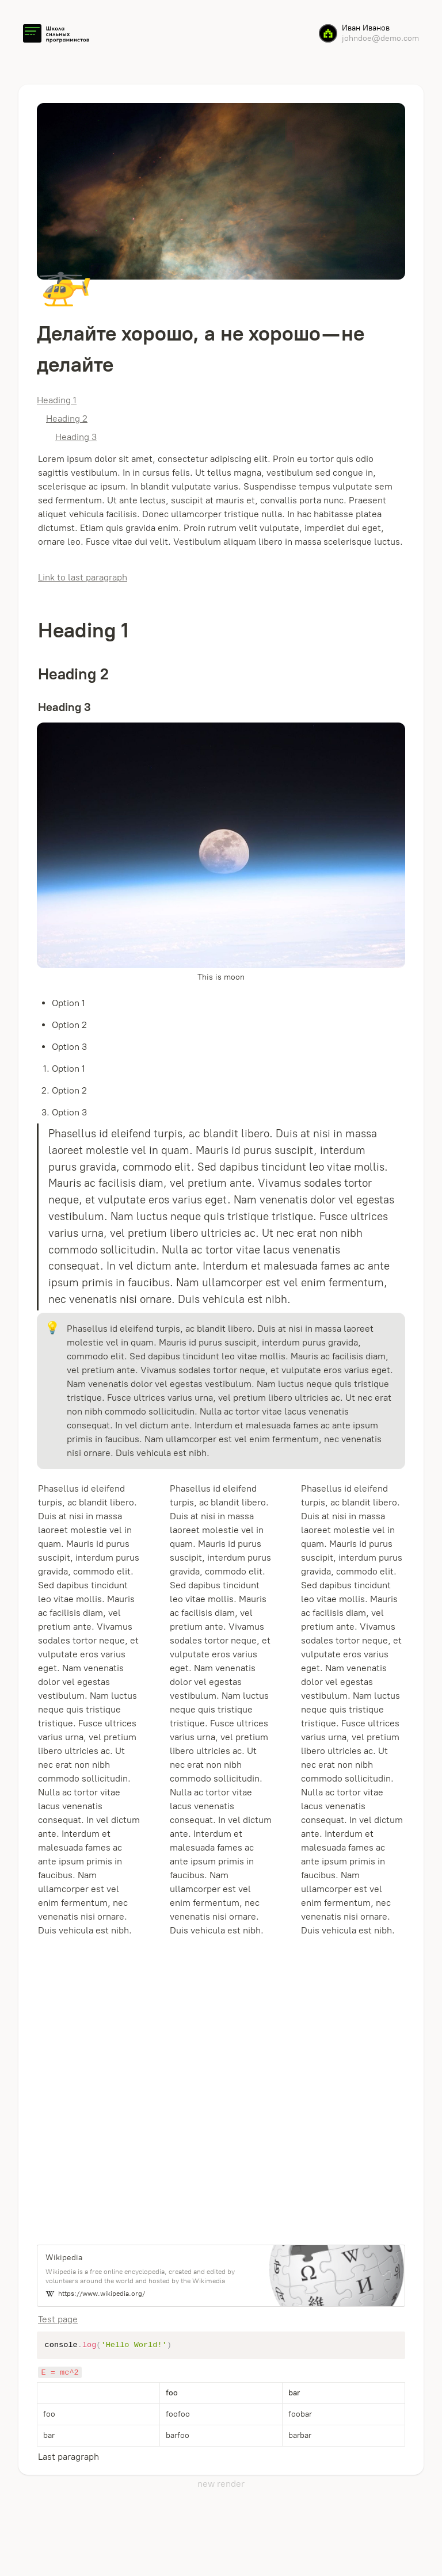 Школа
сильных
программистов
Иван Иванов
johndoe@demo.com
Делайте хорошо, а не хорошо — не
делайте
Heading 1
Heading 2
Heading 3
Lorem ipsum dolor sit amet, consectetur adipiscing elit. Proin eu tortor quis odio
sagittis vestibulum. In in cursus felis. Ut tellus magna, vestibulum sed congue in,
scelerisque ac ipsum. In blandit vulputate varius. Suspendisse tempus vulputate sem
sed fermentum. Ut ante lectus, suscipit at mauris et, convallis porta nunc. Praesent
aliquet vehicula facilisis. Donec ullamcorper tristique nulla. In hac habitasse platea
dictumst. Etiam quis gravida enim. Proin rutrum velit vulputate, imperdiet dui eget,
ornare leo. Fusce vitae dui velit. Vestibulum aliquam libero in massa scelerisque luctus.
Link to last paragraph
Heading 1
Heading 2
Heading 3
This is moon
• Option 1
• Option 2
• Option 3
1. Option 1
2. Option 2
3. Option 3
Phasellus id eleifend turpis, ac blandit libero. Duis at nisi in massa
laoreet molestie vel in quam. Mauris id purus suscipit, interdum
purus gravida, commodo elit. Sed dapibus tincidunt leo vitae mollis.
Mauris ac facilisis diam, vel pretium ante. Vivamus sodales tortor
neque, et vulputate eros varius eget. Nam venenatis dolor vel egestas
vestibulum. Nam luctus neque quis tristique tristique. Fusce ultrices
varius urna, vel pretium libero ultricies ac. Ut nec erat non nibh
commodo sollicitudin. Nulla ac tortor vitae lacus venenatis
consequat. In vel dictum ante. Interdum et malesuada fames ac ante
ipsum primis in faucibus. Nam ullamcorper est vel enim fermentum,
nec venenatis nisi ornare. Duis vehicula est nibh.
Phasellus id eleifend turpis, ac blandit libero. Duis at nisi in massa laoreet
molestie vel in quam. Mauris id purus suscipit, interdum purus gravida,
commodo elit. Sed dapibus tincidunt leo vitae mollis. Mauris ac facilisis diam,
vel pretium ante. Vivamus sodales tortor neque, et vulputate eros varius eget.
Nam venenatis dolor vel egestas vestibulum. Nam luctus neque quis tristique
tristique. Fusce ultrices varius urna, vel pretium libero ultricies ac. Ut nec erat
non nibh commodo sollicitudin. Nulla ac tortor vitae lacus venenatis
consequat. In vel dictum ante. Interdum et malesuada fames ac ante ipsum
primis in faucibus. Nam ullamcorper est vel enim fermentum, nec venenatis
nisi ornare. Duis vehicula est nibh.
Phasellus id eleifend
turpis, ac blandit libero.
Duis at nisi in massa
laoreet molestie vel in
quam. Mauris id purus
suscipit, interdum purus
gravida, commodo elit.
Sed dapibus tincidunt
leo vitae mollis. Mauris
ac facilisis diam, vel
pretium ante. Vivamus
sodales tortor neque, et
vulputate eros varius
eget. Nam venenatis
dolor vel egestas
vestibulum. Nam luctus
neque quis tristique
tristique. Fusce ultrices
varius urna, vel pretium
libero ultricies ac. Ut
nec erat non nibh
commodo sollicitudin.
Nulla ac tortor vitae
lacus venenatis
consequat. In vel dictum
ante. Interdum et
malesuada fames ac
ante ipsum primis in
faucibus. Nam
ullamcorper est vel
enim fermentum, nec
venenatis nisi ornare.
Duis vehicula est nibh.
Phasellus id eleifend
turpis, ac blandit libero.
Duis at nisi in massa
laoreet molestie vel in
quam. Mauris id purus
suscipit, interdum purus
gravida, commodo elit.
Sed dapibus tincidunt
leo vitae mollis. Mauris
ac facilisis diam, vel
pretium ante. Vivamus
sodales tortor neque, et
vulputate eros varius
eget. Nam venenatis
dolor vel egestas
vestibulum. Nam luctus
neque quis tristique
tristique. Fusce ultrices
varius urna, vel pretium
libero ultricies ac. Ut
nec erat non nibh
commodo sollicitudin.
Nulla ac tortor vitae
lacus venenatis
consequat. In vel dictum
ante. Interdum et
malesuada fames ac
ante ipsum primis in
faucibus. Nam
ullamcorper est vel
enim fermentum, nec
venenatis nisi ornare.
Duis vehicula est nibh.
Phasellus id eleifend
turpis, ac blandit libero.
Duis at nisi in massa
laoreet molestie vel in
quam. Mauris id purus
suscipit, interdum purus
gravida, commodo elit.
Sed dapibus tincidunt
leo vitae mollis. Mauris
ac facilisis diam, vel
pretium ante. Vivamus
sodales tortor neque, et
vulputate eros varius
eget. Nam venenatis
dolor vel egestas
vestibulum. Nam luctus
neque quis tristique
tristique. Fusce ultrices
varius urna, vel pretium
libero ultricies ac. Ut
nec erat non nibh
commodo sollicitudin.
Nulla ac tortor vitae
lacus venenatis
consequat. In vel dictum
ante. Interdum et
malesuada fames ac
ante ipsum primis in
faucibus. Nam
ullamcorper est vel
enim fermentum, nec
venenatis nisi ornare.
Duis vehicula est nibh.
Wikipedia
Wikipedia is a free online encyclopedia, created and edited by
volunteers around the world and hosted by the Wikimedia
W https://www.wikipedia.org/
Ω W И 維
Test page
console.log('Hello World!')
E = mc^2
foo bar
foo foofoo foobar
bar barfoo barbar
Last paragraph
new render